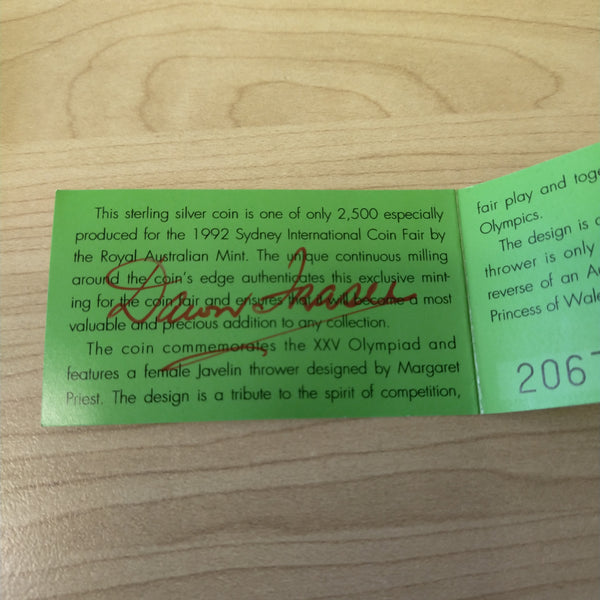 This sterling silver coin is one of only 2,500 especially
produced for the 1992 Sydney International Coin Fair by
the Royal Australian Mint. The unique continuous milling
around the coin's edge authenticates this exclusive mint-
ing for the coin fair and ensures that it will become a most
valuable and precious addition to any collection.
The coin commemorates the XXV Olympiad and
features a female Javelin thrower designed by Margaret
Priest. The design is a tribute to the spirit of competition,
Dawn Fraser
fair play and toge
Olympics.
The design is
thrower is only
reverse of an
Princess of Wale
2067